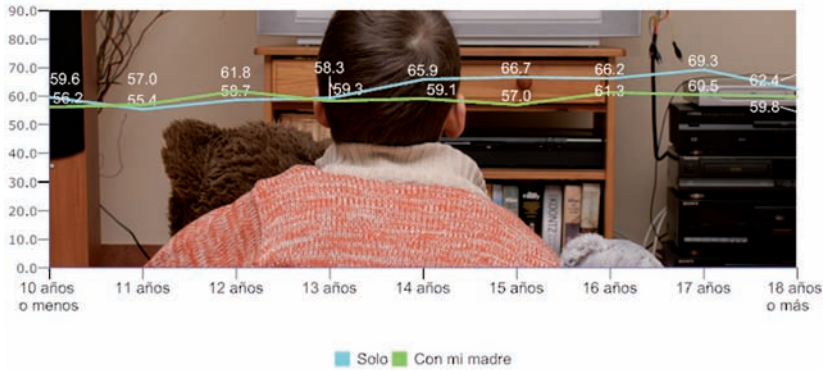 90.0
80.0
70.0
60.0
50.0
40.0
30.0
20.0
10.0
0.0
59.6 57.0 61.8 58.3 65.9 66.7 66.2 69.3 62.4
56.2 55.4 58.7 59.3 59.1 57.0 61.3 60.5 59.8
KOONTZ
SONY
10 años 11 años 12 años 13 años 14 años 15 años 16 años 17 años 18 años
o menos o más
Solo Con mi madre